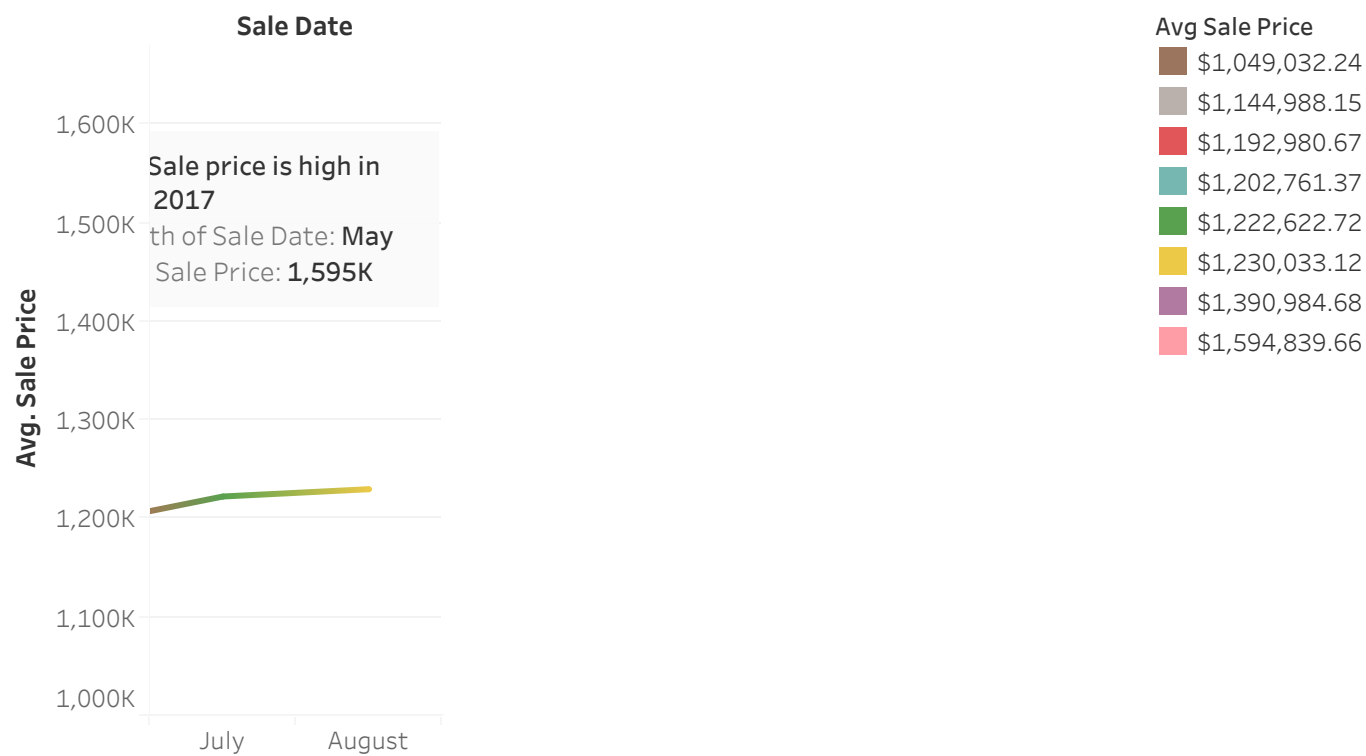 Sale Date
Avg. Sale Price
1,600K
1,500K
1,400K
1,300K
1,200K
1,100K
1,000K
Sale price is high in
2017
th of Sale Date: May
Sale Price: 1,595K
July
August
Avg Sale Price
$1,049,032.24
$1,144,988.15
$1,192,980.67
$1,202,761.37
$1,222,622.72
$1,230,033.12
$1,390,984.68
$1,594,839.66